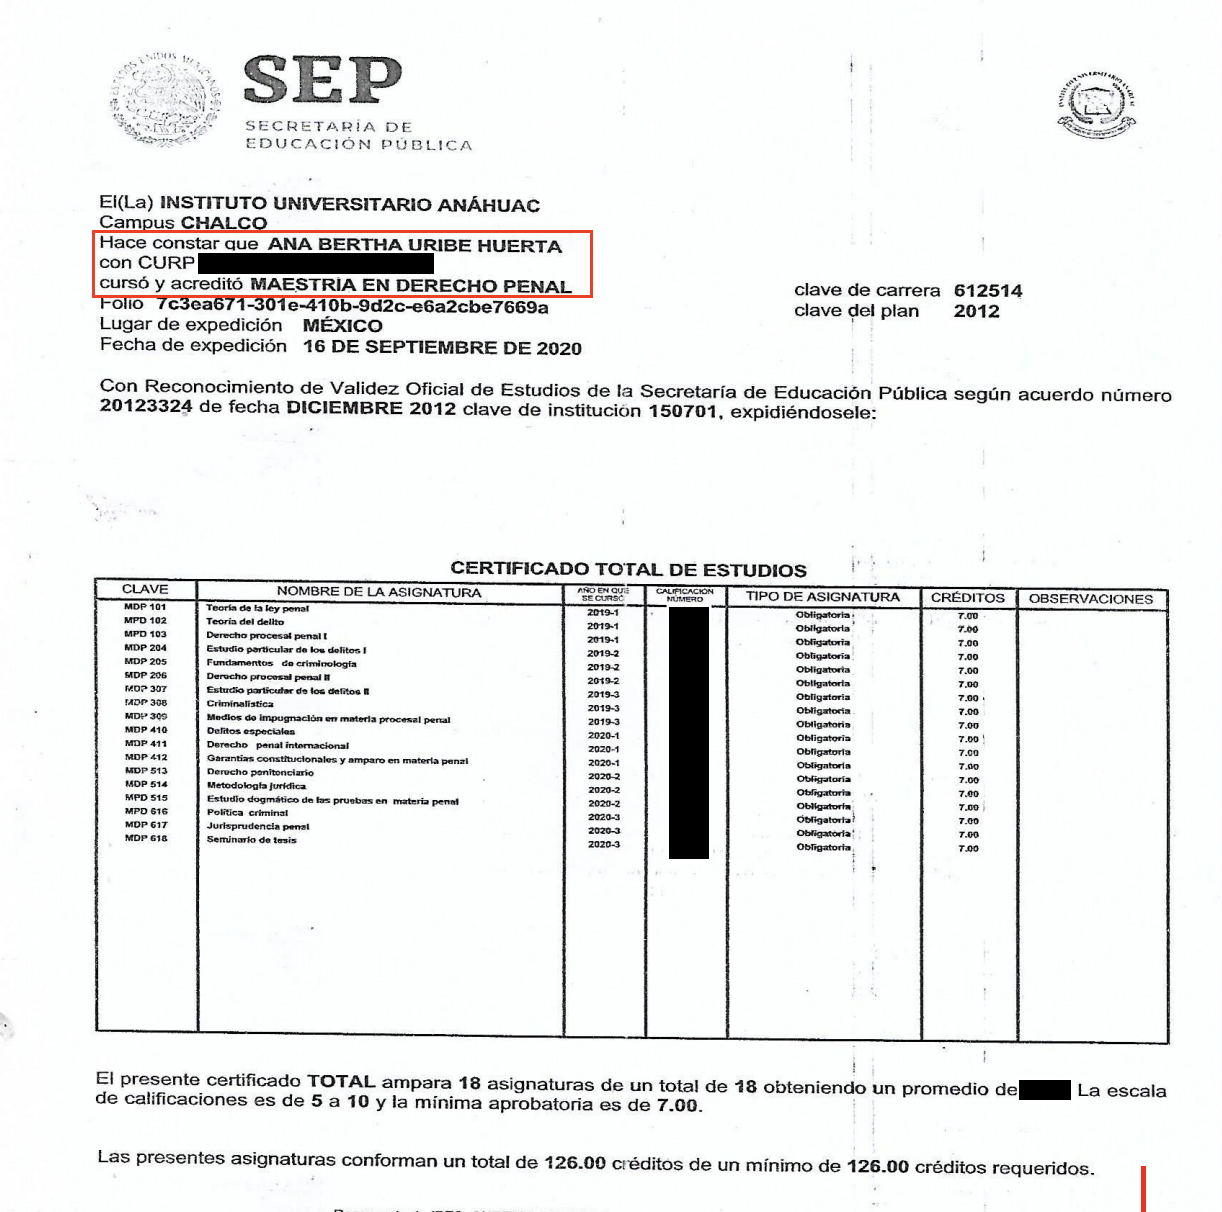 SEP
SECRETARÍA DE
EDUCACIÓN PÚBLICA
El(La) INSTITUTO UNIVERSITARIO ANÁHUAC
Campus CHALCO
Hace constar que ANA BERTHA URIBE HUERTA
con CURP
cursó y acreditó MAESTRÍA EN DERECHO PENAL
Folio 7c3ea671-301e-410b-9d2c-e6a2cbe7669a
Lugar de expedición MÉXICO
Fecha de expedición 16 DE SEPTIEMBRE DE 2020
clave de carrera 612514
clave del plan 2012
Con Reconocimiento de Validez Oficial de Estudios de la Secretaría de Educación Pública según acuerdo número
20123324 de fecha DICIEMBRE 2012 clave de institución 150701, expidiéndosele:
CERTIFICADO TOTAL DE ESTUDIOS
CLAVE NOMBRE DE LA ASIGNATURA AÑO EN QUE SE CURSÓ CALIFICACIÓN NÚMERO TIPO DE ASIGNATURA CRÉDITOS OBSERVACIONES
MDP 101 Teoría de la ley penal 2019-1 Obligatoria 7.00
MPD 102 Teoría del delito 2019-1 Obligatoria 7.00
MPD 103 Derecho procesal penal I 2019-1 Obligatoria 7.00
MDP 204 Estudio particular de los delitos I 2019-2 Obligatoria 7.00
MDP 205 Fundamentos de criminología 2019-2 Obligatoria 7.00
MDP 206 Derecho procesal penal II 2019-2 Obligatoria 7.00
MDP 307 Estudio particular de los delitos II 2019-3 Obligatoria 7.00
MDP 308 Criminalística 2019-3 Obligatoria 7.00
MDP 309 Medios de impugnación en materia procesal penal 2019-3 Obligatoria 7.00
MDP 410 Delitos especiales 2020-1 Obligatoria 7.00
MDP 411 Derecho penal internacional 2020-1 Obligatoria 7.00
MDP 412 Garantías constitucionales y amparo en materia penal 2020-1 Obligatoria 7.00
MDP 513 Derecho penitenciario 2020-2 Obligatoria 7.00
MDP 514 Metodología jurídica 2020-2 Obligatoria 7.00
MPD 515 Estudio dogmático de las pruebas en materia penal 2020-2 Obligatoria 7.00
MPD 616 Política criminal 2020-3 Obligatoria 7.00
MDP 617 Jurisprudencia penal 2020-3 Obligatoria 7.00
MDP 618 Seminario de tesis 2020-3 Obligatoria 7.00
El presente certificado TOTAL ampara 18 asignaturas de un total de 18 obteniendo un promedio de La escala
de calificaciones es de 5 a 10 y la mínima aprobatoria es de 7.00.
Las presentes asignaturas conforman un total de 126.00 créditos de un mínimo de 126.00 créditos requeridos.